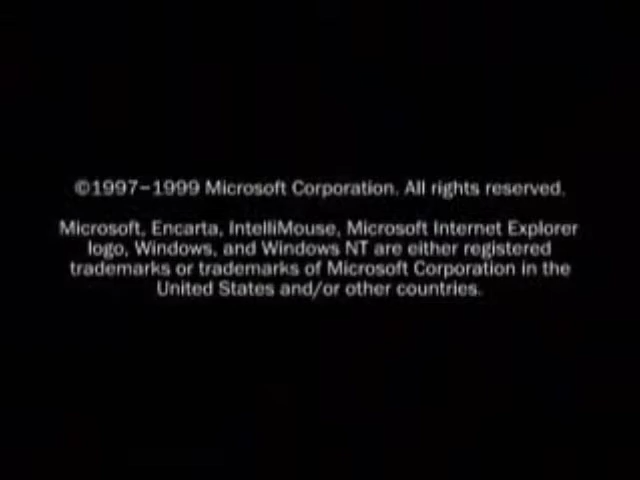 ©1997–1999 Microsoft Corporation. All rights reserved.
Microsoft, Encarta, IntelliMouse, Microsoft Internet Explorer
logo, Windows, and Windows NT are either registered
trademarks or trademarks of Microsoft Corporation in the
United States and/or other countries.